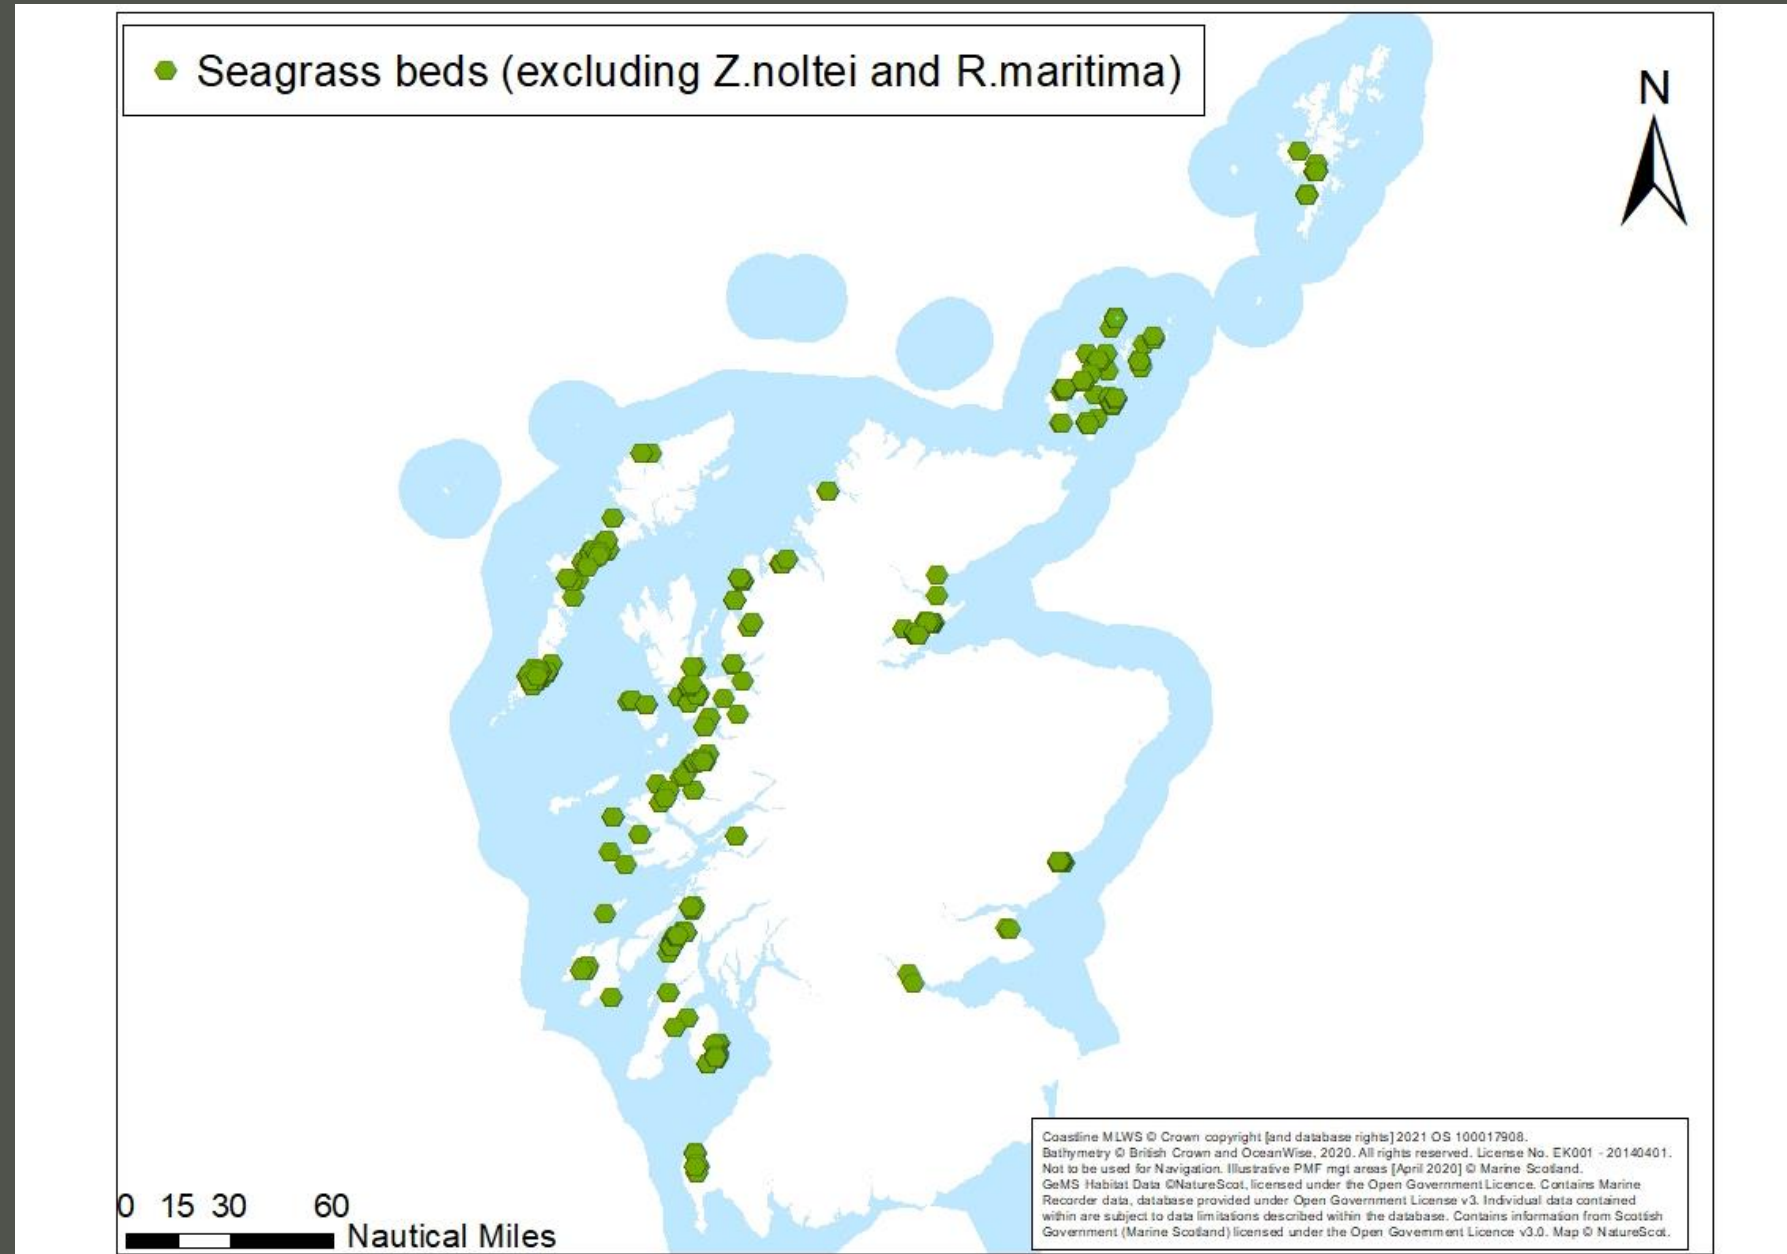 Seagrass beds (excluding Z.noltei and R.maritima)
N
0 15 30 60
Nautical Miles
Coastline MLWS © Crown copyright [and database rights] 2021 OS 100017908.
Bathymetry © British Crown and OceanWise, 2020. All rights reserved. License No. EK001 - 20140401.
Not to be used for Navigation. Illustrative PMF mgt areas [April 2020] © Marine Scotland.
GeMS Habitat Data ©NatureScot, licensed under the Open Government Licence. Contains Marine
Recorder data, database provided under Open Government License v3. Individual data contained
within are subject to data limitations described within the database. Contains information from Scottish
Government (Marine Scotland) licensed under the Open Government Licence v3.0. Map © NatureScot.